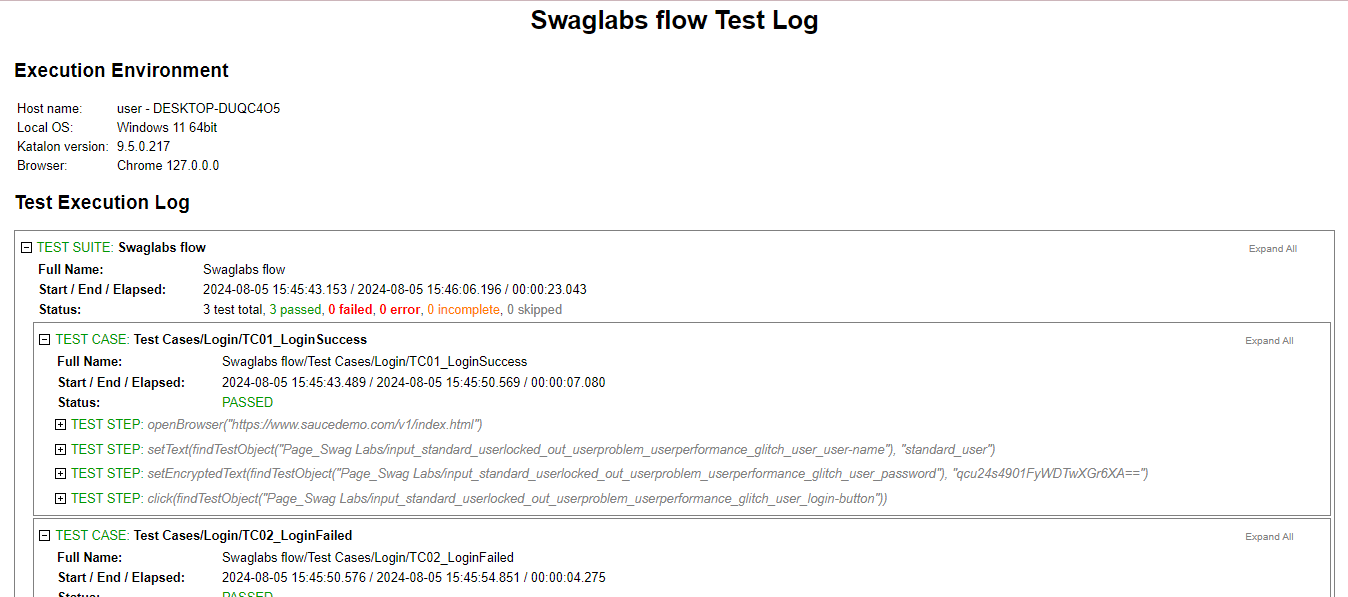 Swaglabs flow Test Log
Execution Environment
Host name: user - DESKTOP-DUQC4O5
Local OS: Windows 11 64bit
Katalon version: 9.5.0.217
Browser: Chrome 127.0.0.0
Test Execution Log
TEST SUITE: Swaglabs flow Expand All
Full Name: Swaglabs flow
Start / End / Elapsed: 2024-08-05 15:45:43.153 / 2024-08-05 15:46:06.196 / 00:00:23.043
Status: 3 test total, 3 passed, 0 failed, 0 error, 0 incomplete, 0 skipped
TEST CASE: Test Cases/Login/TC01_LoginSuccess Expand All
Full Name: Swaglabs flow/Test Cases/Login/TC01_LoginSuccess
Start / End / Elapsed: 2024-08-05 15:45:43.489 / 2024-08-05 15:45:50.569 / 00:00:07.080
Status: PASSED
TEST STEP: openBrowser("https://www.saucedemo.com/v1/index.html")
TEST STEP: setText(findTestObject("Page_Swag Labs/input_standard_userlocked_out_userproblem_userperformance_glitch_user_user-name"), "standard_user")
TEST STEP: setEncryptedText(findTestObject("Page_Swag Labs/input_standard_userlocked_out_userproblem_userperformance_glitch_user_password"), "qcu24s4901FyWDTwXGr6XA==")
TEST STEP: click(findTestObject("Page_Swag Labs/input_standard_userlocked_out_userproblem_userperformance_glitch_user_login-button"))
TEST CASE: Test Cases/Login/TC02_LoginFailed Expand All
Full Name: Swaglabs flow/Test Cases/Login/TC02_LoginFailed
Start / End / Elapsed: 2024-08-05 15:45:50.576 / 2024-08-05 15:45:54.851 / 00:00:04.275
Status: PASSED